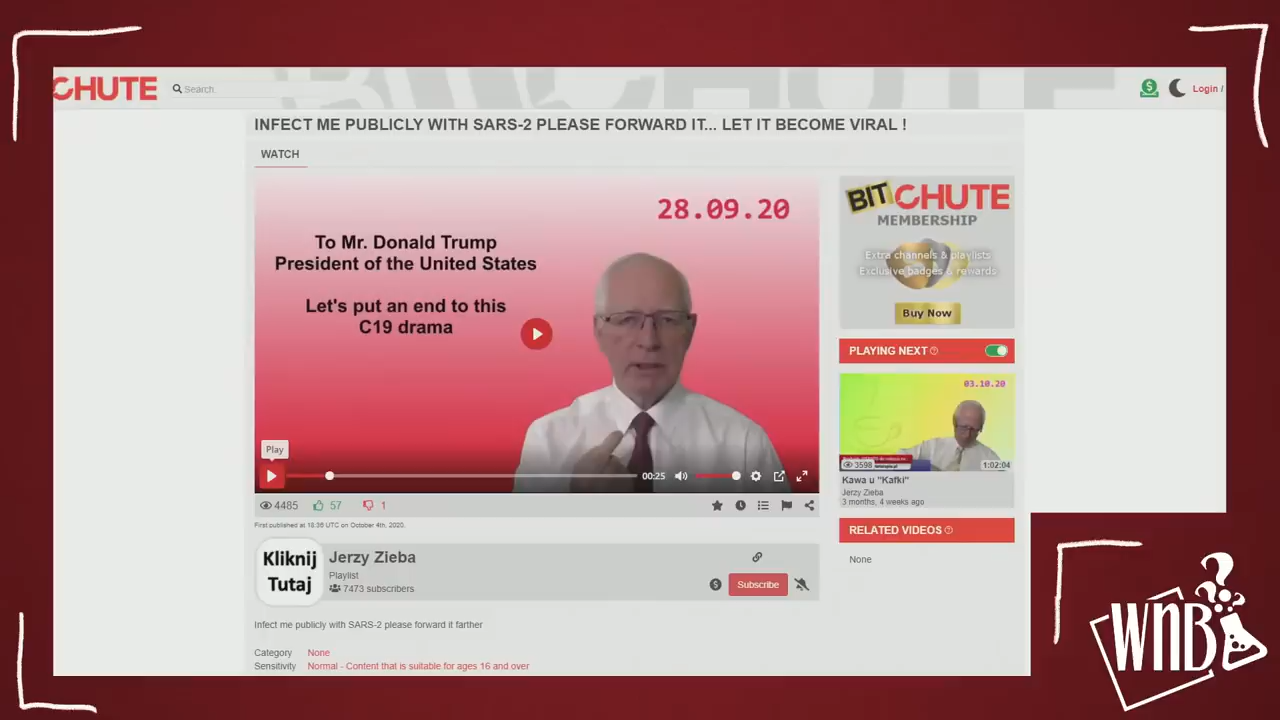 CHUTE
Search
Login /
INFECT ME PUBLICLY WITH SARS-2 PLEASE FORWARD IT... LET IT BECOME VIRAL !
WATCH
28.09.20
To Mr. Donald Trump
President of the United States
Let's put an end to this
C19 drama
Play
00:25
4485 57 1
First published at 18:36 UTC on October 4th, 2020.
Kliknij
Tutaj
Jerzy Zieba
Playlist
7473 subscribers
Subscribe
Infect me publicly with SARS-2 please forward it farther
Category None
Sensitivity Normal - Content that is suitable for ages 16 and over
BITCHUTE
MEMBERSHIP
Extra channels & playlists
Exclusive badges & rewards
Buy Now
PLAYING NEXT
03.10.20
3598
1:02:04
Kawa u "Kafki"
Jerzy Zieba
3 months, 4 weeks ago
RELATED VIDEOS
None
WNB